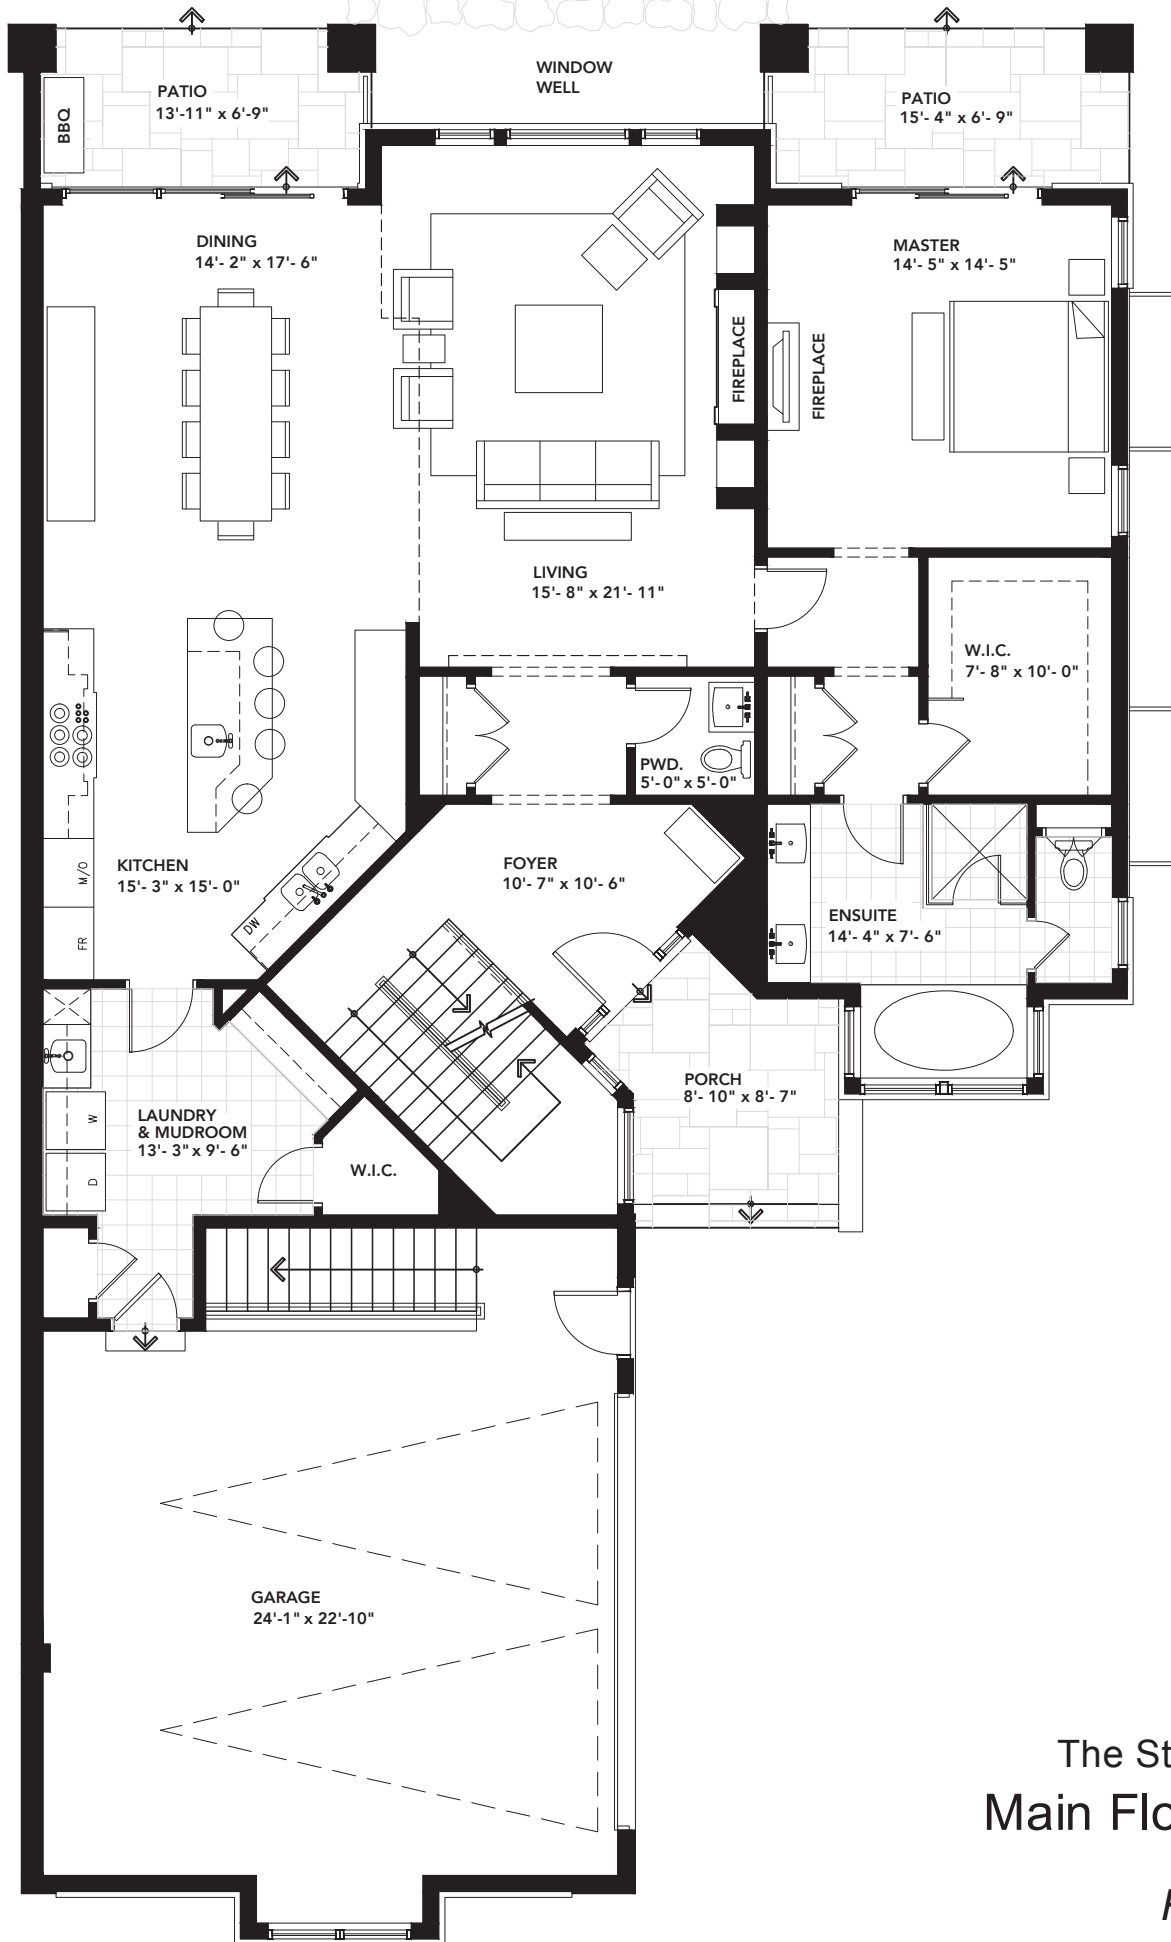 WINDOW
WELL
PATIO
13'-11" x 6'-9"
BBQ
PATIO
15'- 4" x 6'- 9"
DINING
14'- 2" x 17'- 6"
MASTER
14'- 5" x 14'- 5"
FIREPLACE
FIREPLACE
LIVING
15'- 8" x 21'- 11"
W.I.C.
7'- 8" x 10'- 0"
PWD.
5'- 0" x 5'- 0"
KITCHEN
15'- 3" x 15'- 0"
M/O
FR
DW
FOYER
10'- 7" x 10'- 6"
ENSUITE
14'- 4" x 7'- 6"
PORCH
8'- 10" x 8'- 7"
LAUNDRY
& MUDROOM
13'- 3" x 9'- 6"
W
D
W.I.C.
GARAGE
24'-1" x 22'-10"
The St
Main Flo